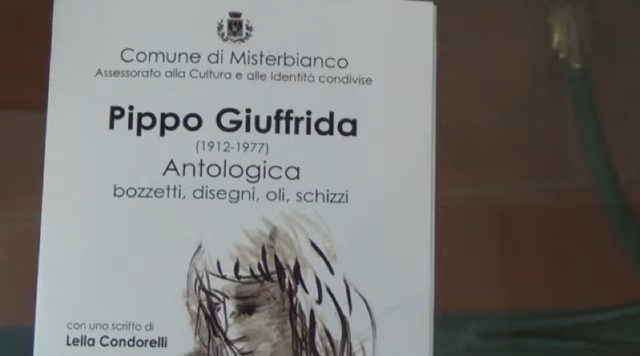 Comune di Misterbianco
Assessorato alla Cultura e alle Identità condivise
Pippo Giuffrida
(1912-1977)
Antologica
bozzetti, disegni, oli, schizzi
con uno scritto di
Lella Condorelli